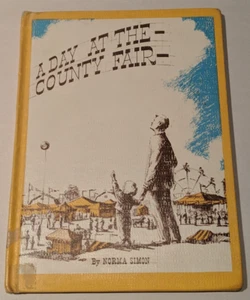 A DAY AT THE-
COUNTY FAIR-
By NORMA SIMON